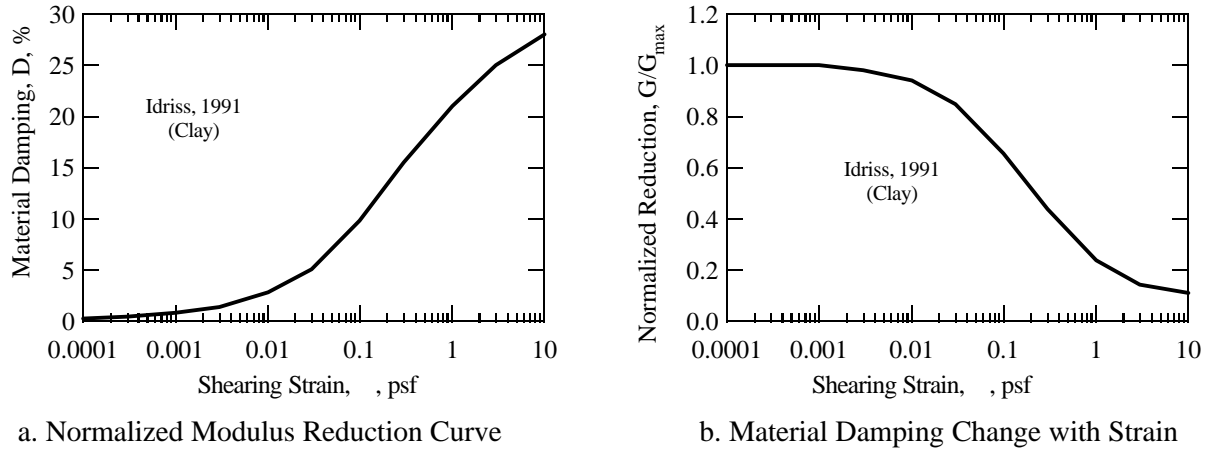 Material Damping, D, %
30
25
20
15
10
5
0
Idriss, 1991
(Clay)
0.0001 0.001 0.01 0.1 1 10
Shearing Strain, , psf
a. Normalized Modulus Reduction Curve
Normalized Reduction, G/Gmax
1.2
1.0
0.8
0.6
0.4
0.2
0.0
Idriss, 1991
(Clay)
0.0001 0.001 0.01 0.1 1 10
Shearing Strain, , psf
b. Material Damping Change with Strain